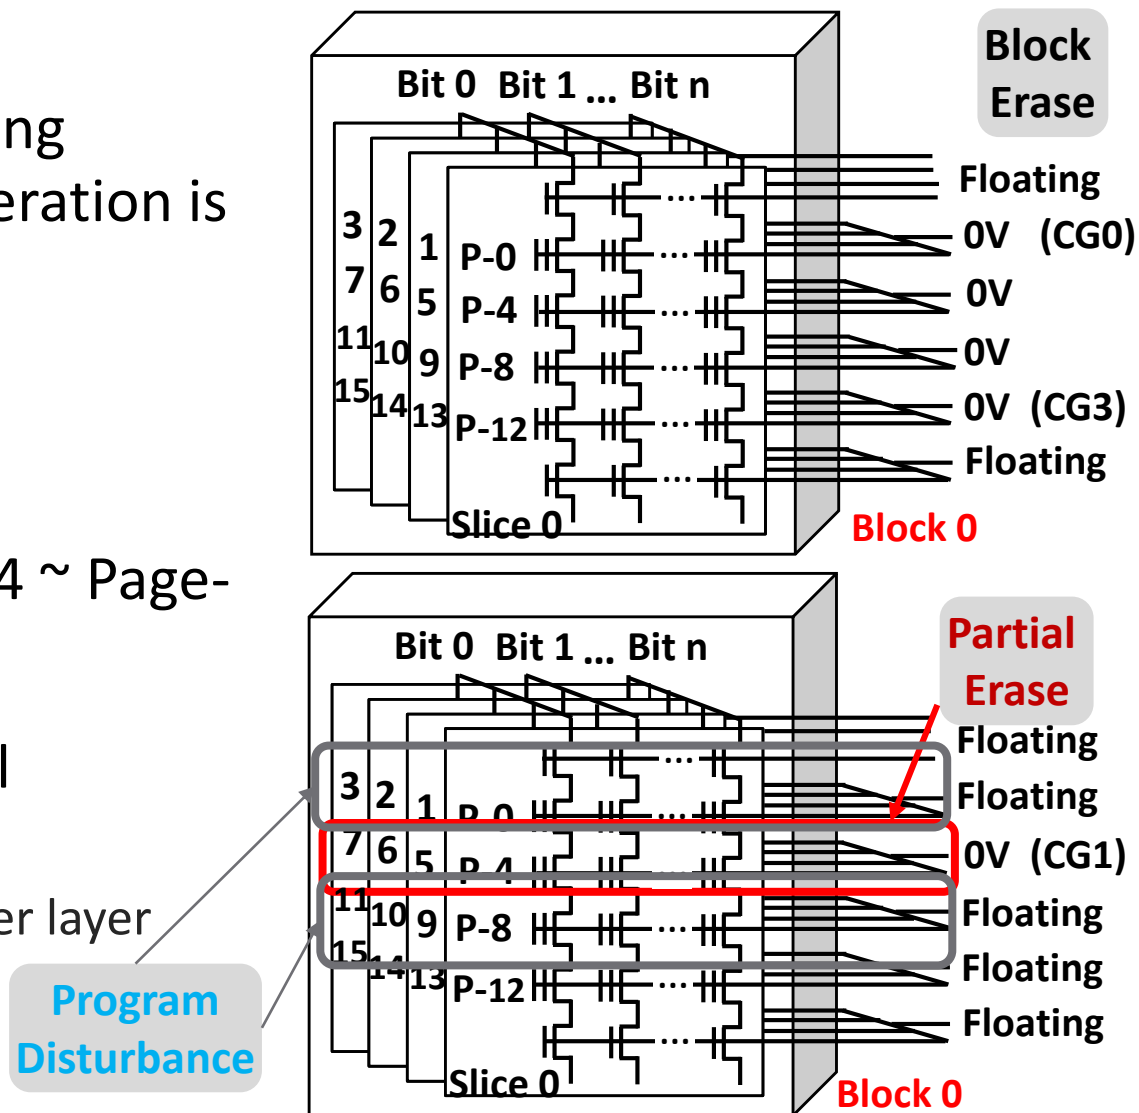 ng
eration is
4 ~ Page-
l
er layer
Block
Erase
Bit 0 Bit 1 ... Bit n
Floating
3 2 1 P-0 ... 0V (CG0)
7 6 5 P-4 ... 0V
11 10 9 P-8 ... 0V
15 14 13 P-12 ... 0V (CG3)
... Floating
Slice 0
Block 0
Partial
Erase
Bit 0 Bit 1 ... Bit n
Floating
3 2 1 P-0 ... Floating
7 6 5 P-4 ... 0V (CG1)
11 10 9 P-8 ... Floating
15 14 13 P-12 ... Floating
... Floating
Slice 0
Block 0
Program
Disturbance